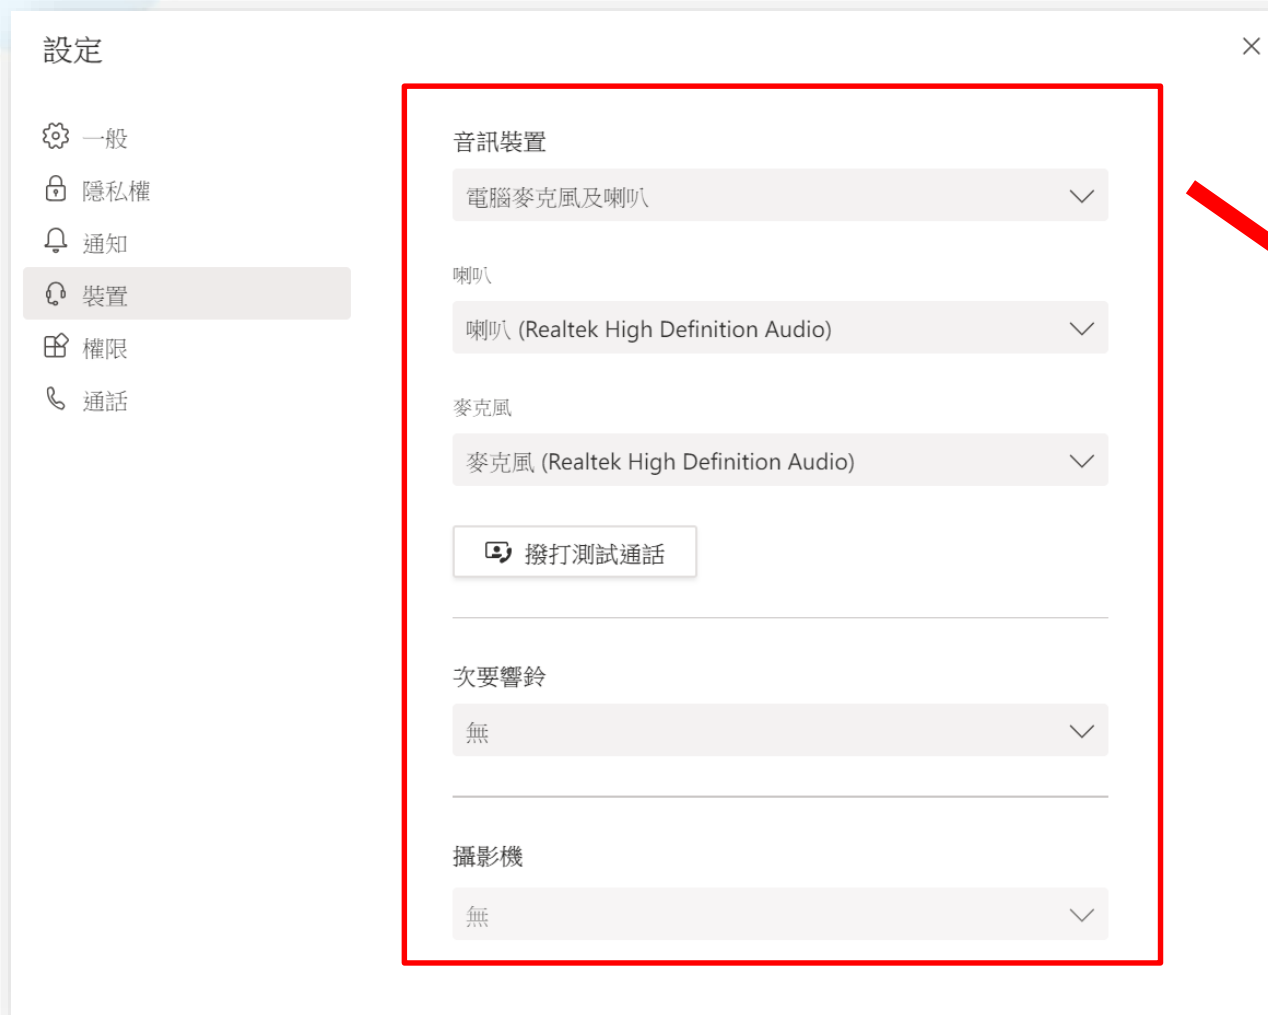 設定
一般
隱私權
通知
裝置
權限
通話
音訊裝置
電腦麥克風及喇叭
喇叭
喇叭 (Realtek High Definition Audio)
麥克風
麥克風 (Realtek High Definition Audio)
撥打測試通話
次要響鈴
無
攝影機
無